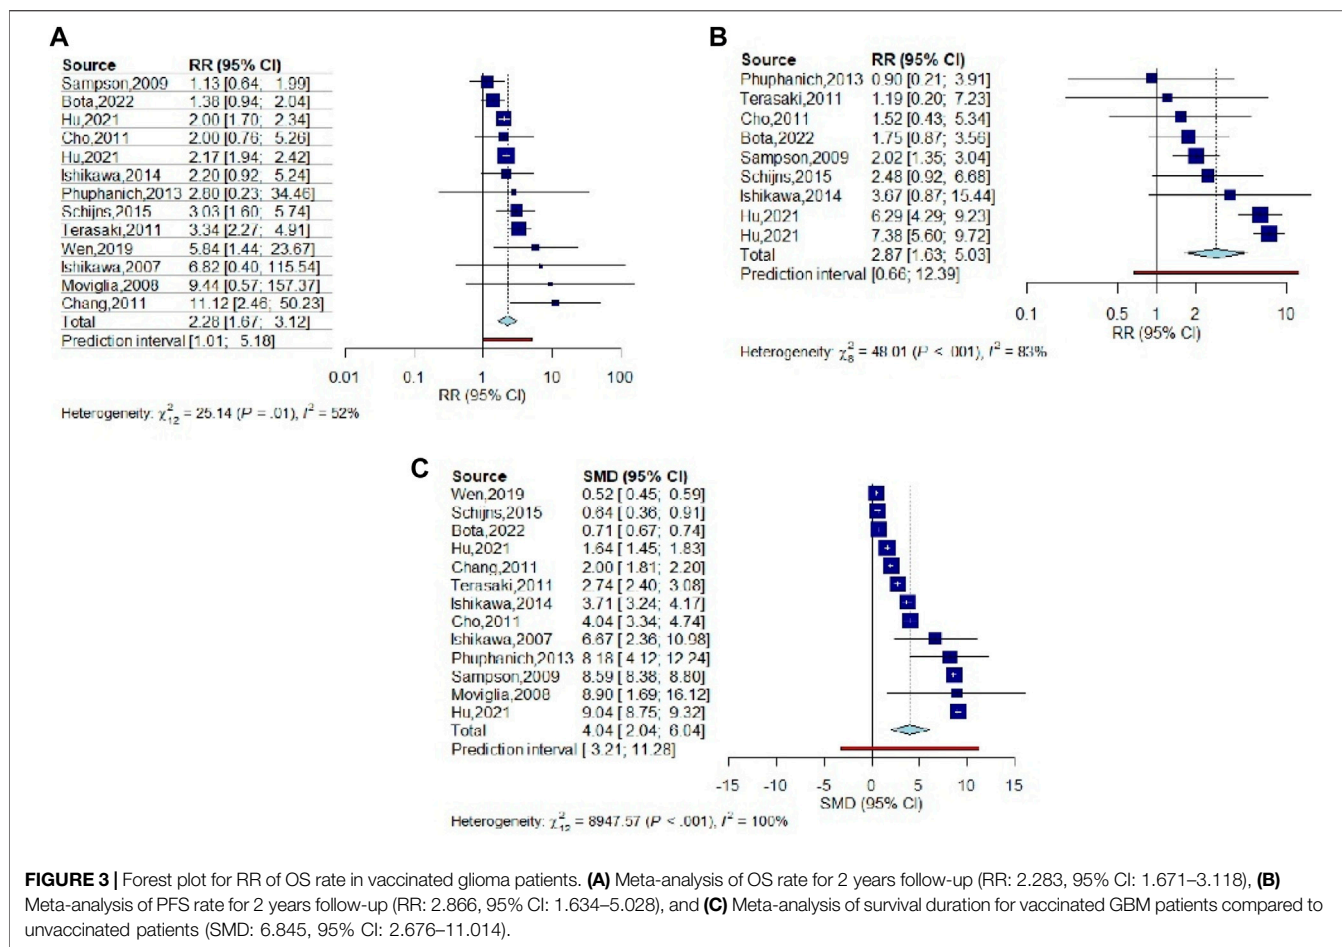 A
Source RR (95% CI)
Sampson,2009 1.13 [0.64; 1.99]
Bota,2022 1.38 [0.94; 2.04]
Hu,2021 2.00 [1.70; 2.34]
Cho,2011 2.00 [0.76; 5.26]
Hu,2021 2.17 [1.94; 2.42]
Ishikawa,2014 2.20 [0.92; 5.24]
Phuphanich,2013 2.80 [0.23; 34.46]
Schijns,2015 3.03 [1.60; 5.74]
Terasaki,2011 3.34 [2.27; 4.91]
Wen,2019 5.84 [1.44; 23.67]
Ishikawa,2007 6.82 [0.40; 115.54]
Moviglia,2008 9.44 [0.57; 157.37]
Chang,2011 11.12 [2.46; 50.23]
Total 2.28 [1.67; 3.12]
Prediction interval [1.01; 5.18]
0.01 0.1 1 10 100
RR (95% CI)
Heterogeneity: χ²₁₂ = 25.14 (P = .01), I² = 52%
B
Source RR (95% CI)
Phuphanich,2013 0.90 [0.21; 3.91]
Terasaki,2011 1.19 [0.20; 7.23]
Cho,2011 1.52 [0.43; 5.34]
Bota,2022 1.75 [0.87; 3.56]
Sampson,2009 2.02 [1.35; 3.04]
Schijns,2015 2.48 [0.92; 6.68]
Ishikawa,2014 3.67 [0.87; 15.44]
Hu,2021 6.29 [4.29; 9.23]
Hu,2021 7.38 [5.60; 9.72]
Total 2.87 [1.63; 5.03]
Prediction interval [0.66; 12.39]
0.1 0.5 1 2 10
RR (95% CI)
Heterogeneity: χ²₈ = 48.01 (P < .001), I² = 83%
C
Source SMD (95% CI)
Wen,2019 0.52 [ 0.45; 0.59]
Schijns,2015 0.64 [ 0.36; 0.91]
Bota,2022 0.71 [ 0.67; 0.74]
Hu,2021 1.64 [ 1.45; 1.83]
Chang,2011 2.00 [ 1.81; 2.20]
Terasaki,2011 2.74 [ 2.40; 3.08]
Ishikawa,2014 3.71 [ 3.24; 4.17]
Cho,2011 4.04 [ 3.34; 4.74]
Ishikawa,2007 6.67 [ 2.36; 10.98]
Phuphanich,2013 8.18 [ 4.12; 12.24]
Sampson,2009 8.59 [ 8.38; 8.80]
Moviglia,2008 8.90 [ 1.69; 16.12]
Hu,2021 9.04 [ 8.75; 9.32]
Total 4.04 [ 2.04; 6.04]
Prediction interval [ 3.21; 11.28]
-15 -10 -5 0 5 10 15
SMD (95% CI)
Heterogeneity: χ²₁₂ = 8947.57 (P < .001), I² = 100%
FIGURE 3 | Forest plot for RR of OS rate in vaccinated glioma patients. (A) Meta-analysis of OS rate for 2 years follow-up (RR: 2.283, 95% CI: 1.671–3.118), (B)
Meta-analysis of PFS rate for 2 years follow-up (RR: 2.866, 95% CI: 1.634–5.028), and (C) Meta-analysis of survival duration for vaccinated GBM patients compared to
unvaccinated patients (SMD: 6.845, 95% CI: 2.676–11.014).